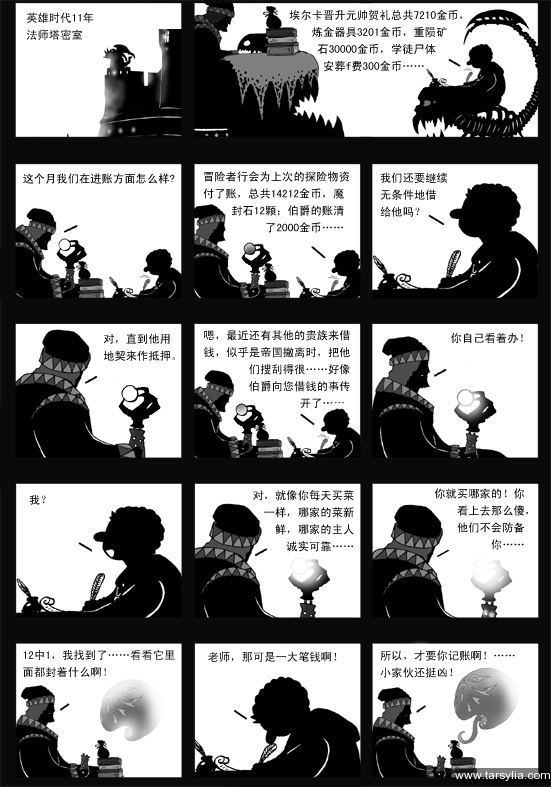 英雄时代11年
法师塔密室
埃尔卡晋升元帅贺礼总共7210金币，
炼金器具3201金币，重陨矿
石30000金币，学徒尸体
安葬f费300金币……
这个月我们在进账方面怎么样?
冒险者行会为上次的探险物资
付了账，总共14212金币，魔
封石12颗；伯爵的账清
了2000金币……
我们还要继续
无条件地借
给他吗？
对，直到他用
地契来作抵押。
嗯，最近还有其他的贵族来借
钱，似乎是帝国撤离时，把他
们搜刮得很……好像
伯爵向您借钱的事传
开了……
你自己看着办！
我？
对，就像你每天买菜
一样，哪家的菜新
鲜，哪家的主人
诚实可靠……
你就买哪家的！你
看上去那么傻，
他们不会防备
你……
12中1，我找到了……看看它里
面都封着什么啊！
老师，那可是一大笔钱啊！
所以，才要你记账啊！……
小家伙还挺凶！
www.tarsylia.com